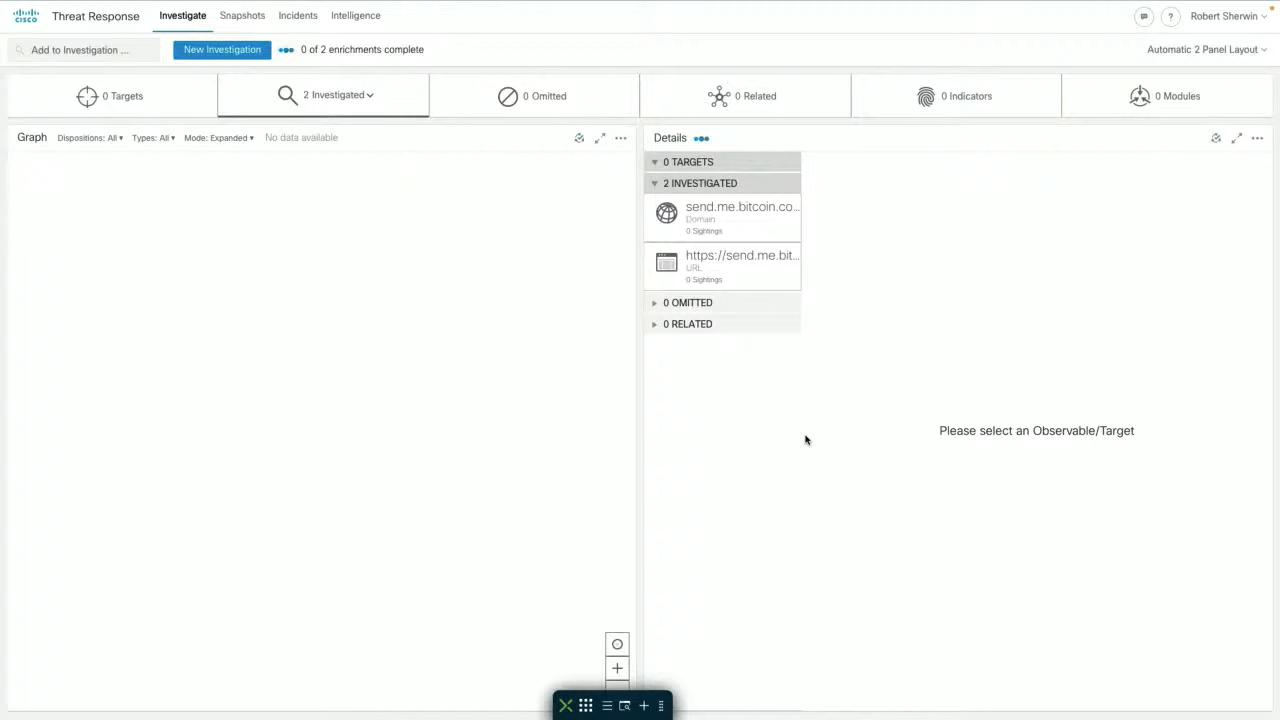 cisco Threat Response Investigate Snapshots Incidents Intelligence ? Robert Sherwin
Add to Investigation ... New Investigation 0 of 2 enrichments complete Automatic 2 Panel Layout
0 Targets 2 Investigated 0 Omitted 0 Related 0 Indicators 0 Modules
Graph Dispositions: All Types: All Mode: Expanded No data available
Details
0 TARGETS
2 INVESTIGATED
send.me.bitcoin.co...
Domain
0 Sightings
https://send.me.bit...
URL
0 Sightings
0 OMITTED
0 RELATED
Please select an Observable/Target